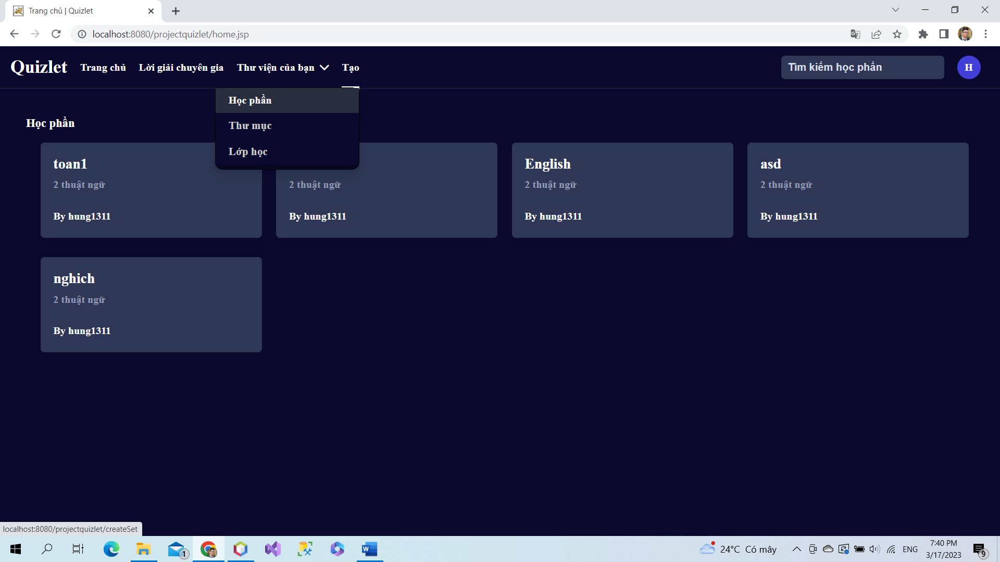 Trang chủ | Quizlet
localhost:8080/projectquizlet/home.jsp
Quizlet Trang chủ Lời giải chuyên gia Thư viện của bạn Tạo Tìm kiếm học phần H
Học phần
Thư mục
Lớp học
Học phần
toan1
2 thuật ngữ
By hung1311
2 thuật ngữ
By hung1311
English
2 thuật ngữ
By hung1311
asd
2 thuật ngữ
By hung1311
nghich
2 thuật ngữ
By hung1311
localhost:8080/projectquizlet/createSet
1
24°C Có mây
ENG
7:40 PM
3/17/2023
9